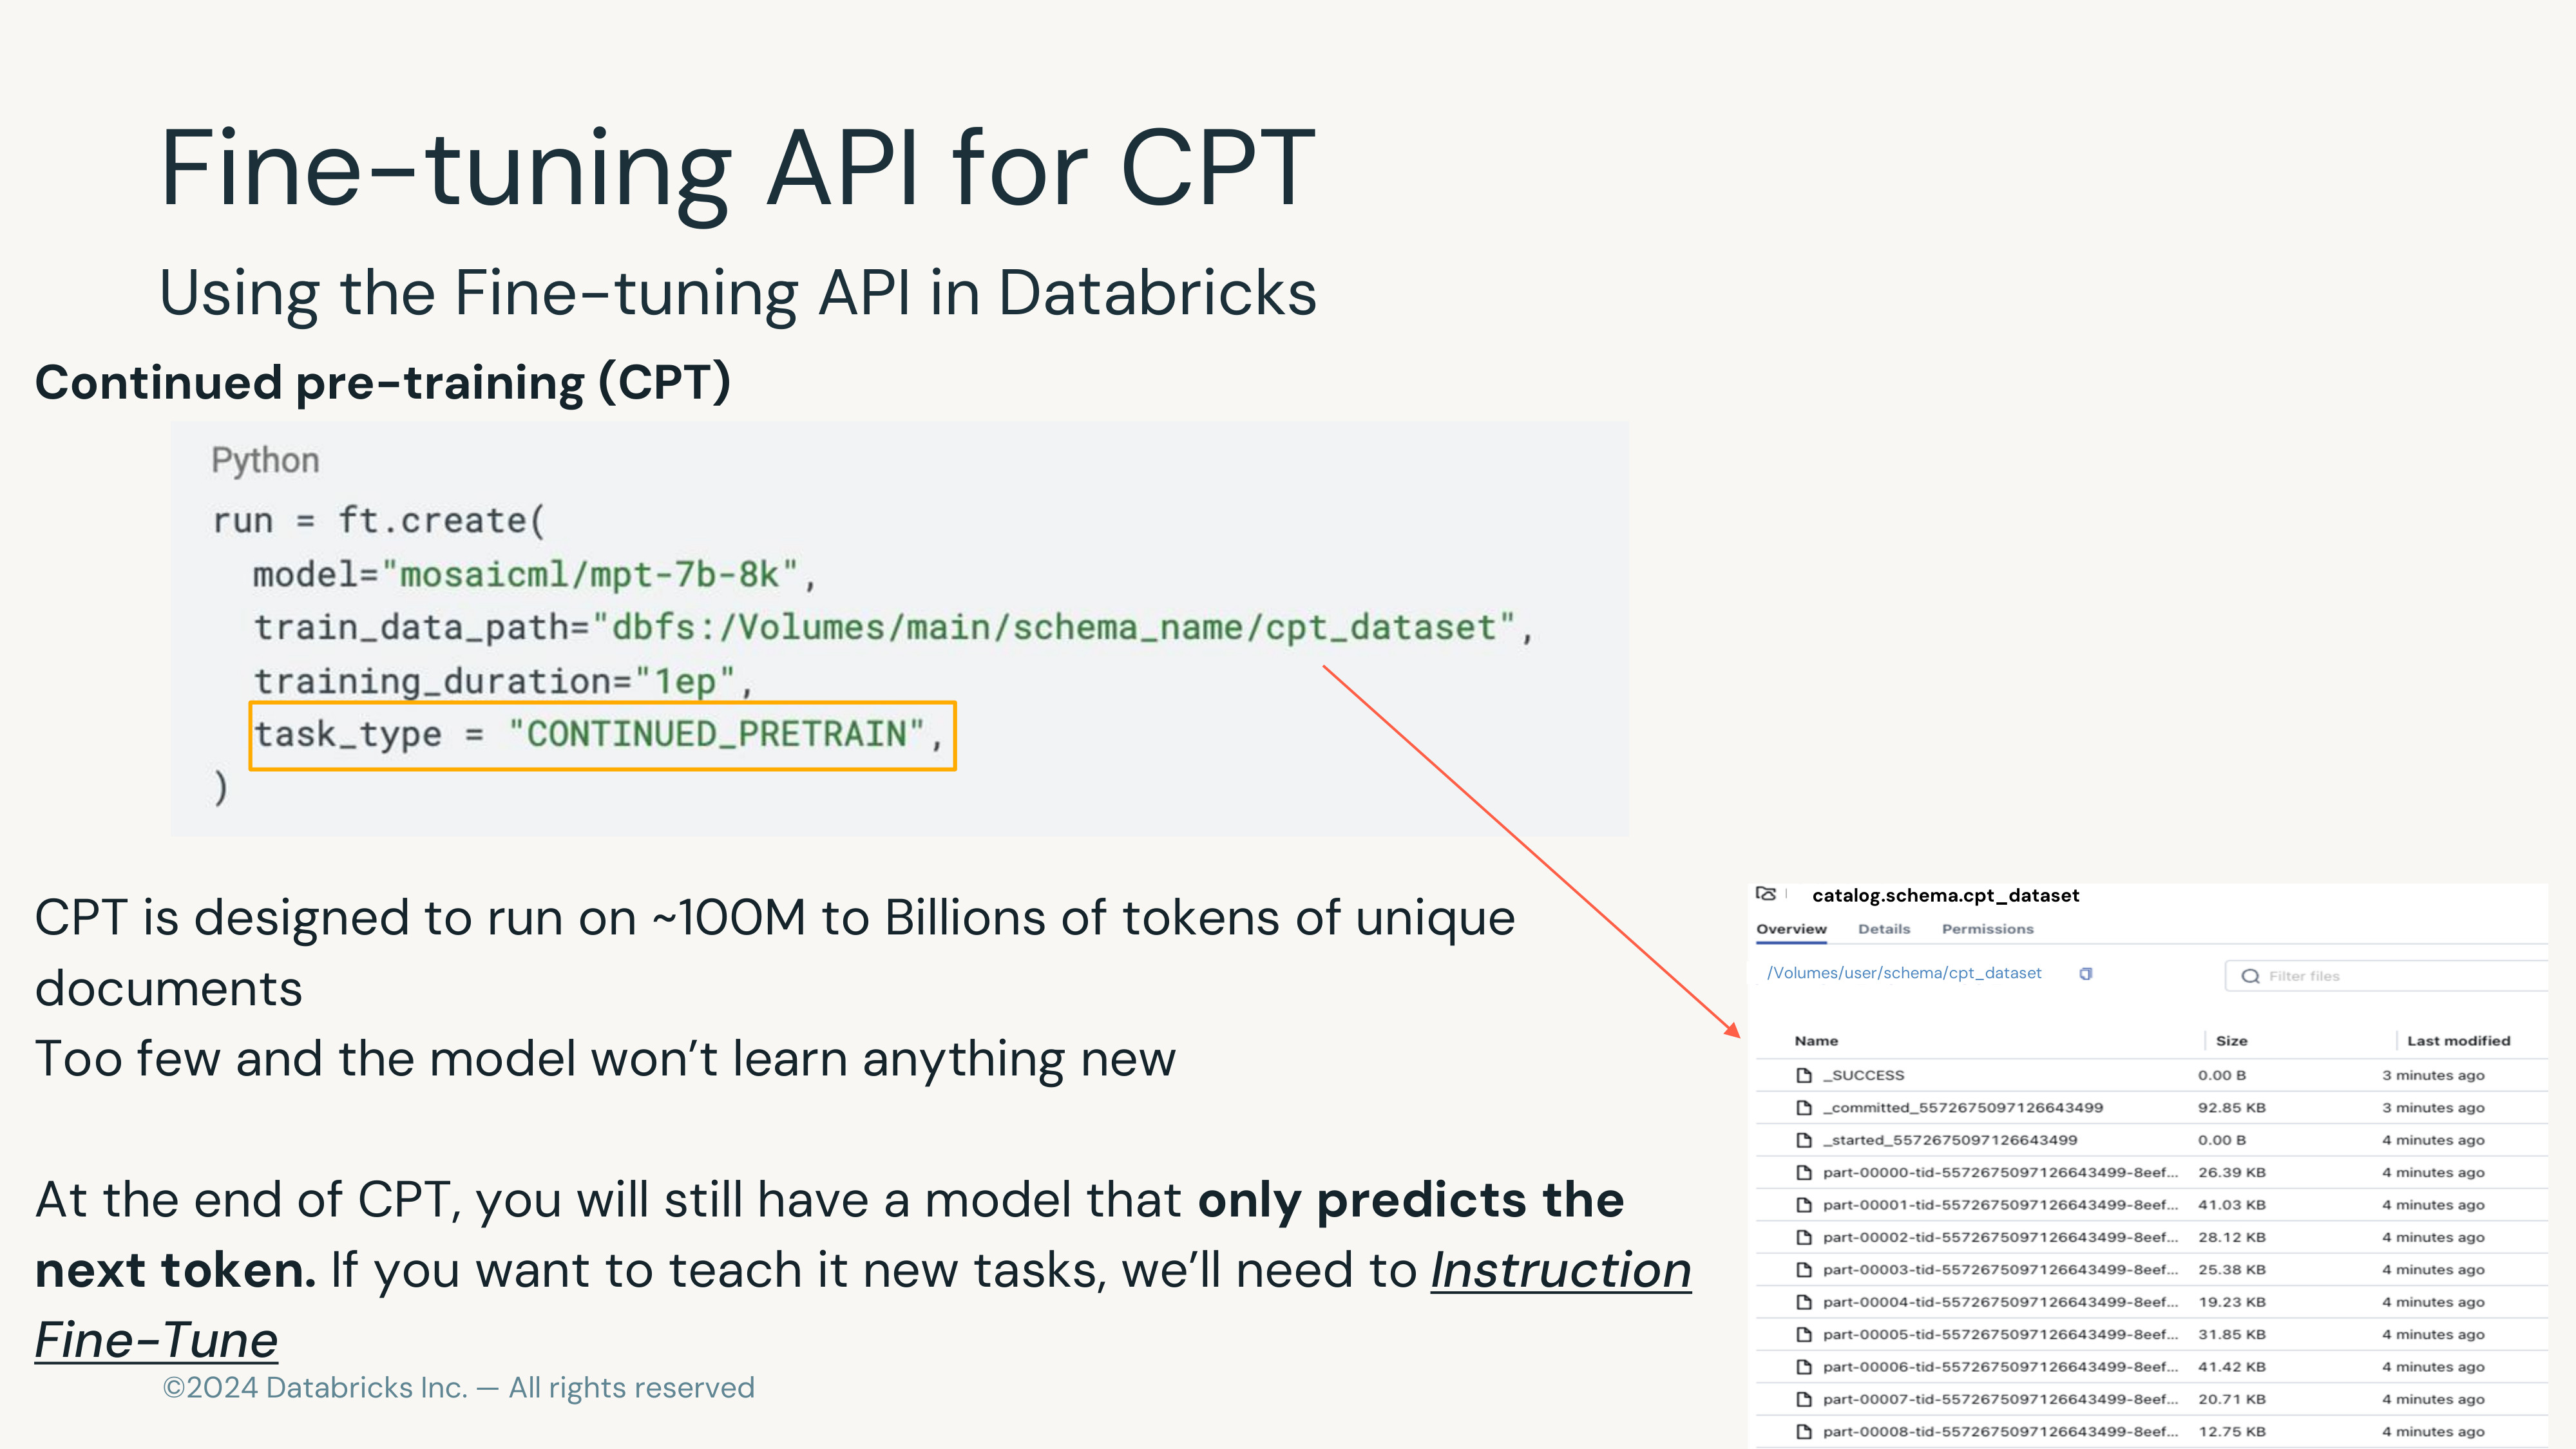 Fine-tuning API for CPT
Using the Fine-tuning API in Databricks
Continued pre-training (CPT)
Python
run = ft.create(
model="mosaicml/mpt-7b-8k",
train_data_path="dbfs:/Volumes/main/schema_name/cpt_dataset",
training_duration="1ep",
task_type = "CONTINUED_PRETRAIN",
)
CPT is designed to run on ~100M to Billions of tokens of unique
documents
Too few and the model won't learn anything new
At the end of CPT, you will still have a model that only predicts the
next token. If you want to teach it new tasks, we'll need to Instruction
Fine-Tune
©2024 Databricks Inc. — All rights reserved
catalog.schema.cpt_dataset
Overview Details Permissions
/Volumes/user/schema/cpt_dataset Filter files
Name Size Last modified
_SUCCESS 0.00 B 3 minutes ago
_committed_5572675097126643499 92.85 KB 3 minutes ago
_started_5572675097126643499 0.00 B 4 minutes ago
part-00000-tid-5572675097126643499-8eef... 26.39 KB 4 minutes ago
part-00001-tid-5572675097126643499-8eef... 41.03 KB 4 minutes ago
part-00002-tid-5572675097126643499-8eef... 28.12 KB 4 minutes ago
part-00003-tid-5572675097126643499-8eef... 25.38 KB 4 minutes ago
part-00004-tid-5572675097126643499-8eef... 19.23 KB 4 minutes ago
part-00005-tid-5572675097126643499-8eef... 31.85 KB 4 minutes ago
part-00006-tid-5572675097126643499-8eef... 41.42 KB 4 minutes ago
part-00007-tid-5572675097126643499-8eef... 20.71 KB 4 minutes ago
part-00008-tid-5572675097126643499-8eef... 12.75 KB 4 minutes ago